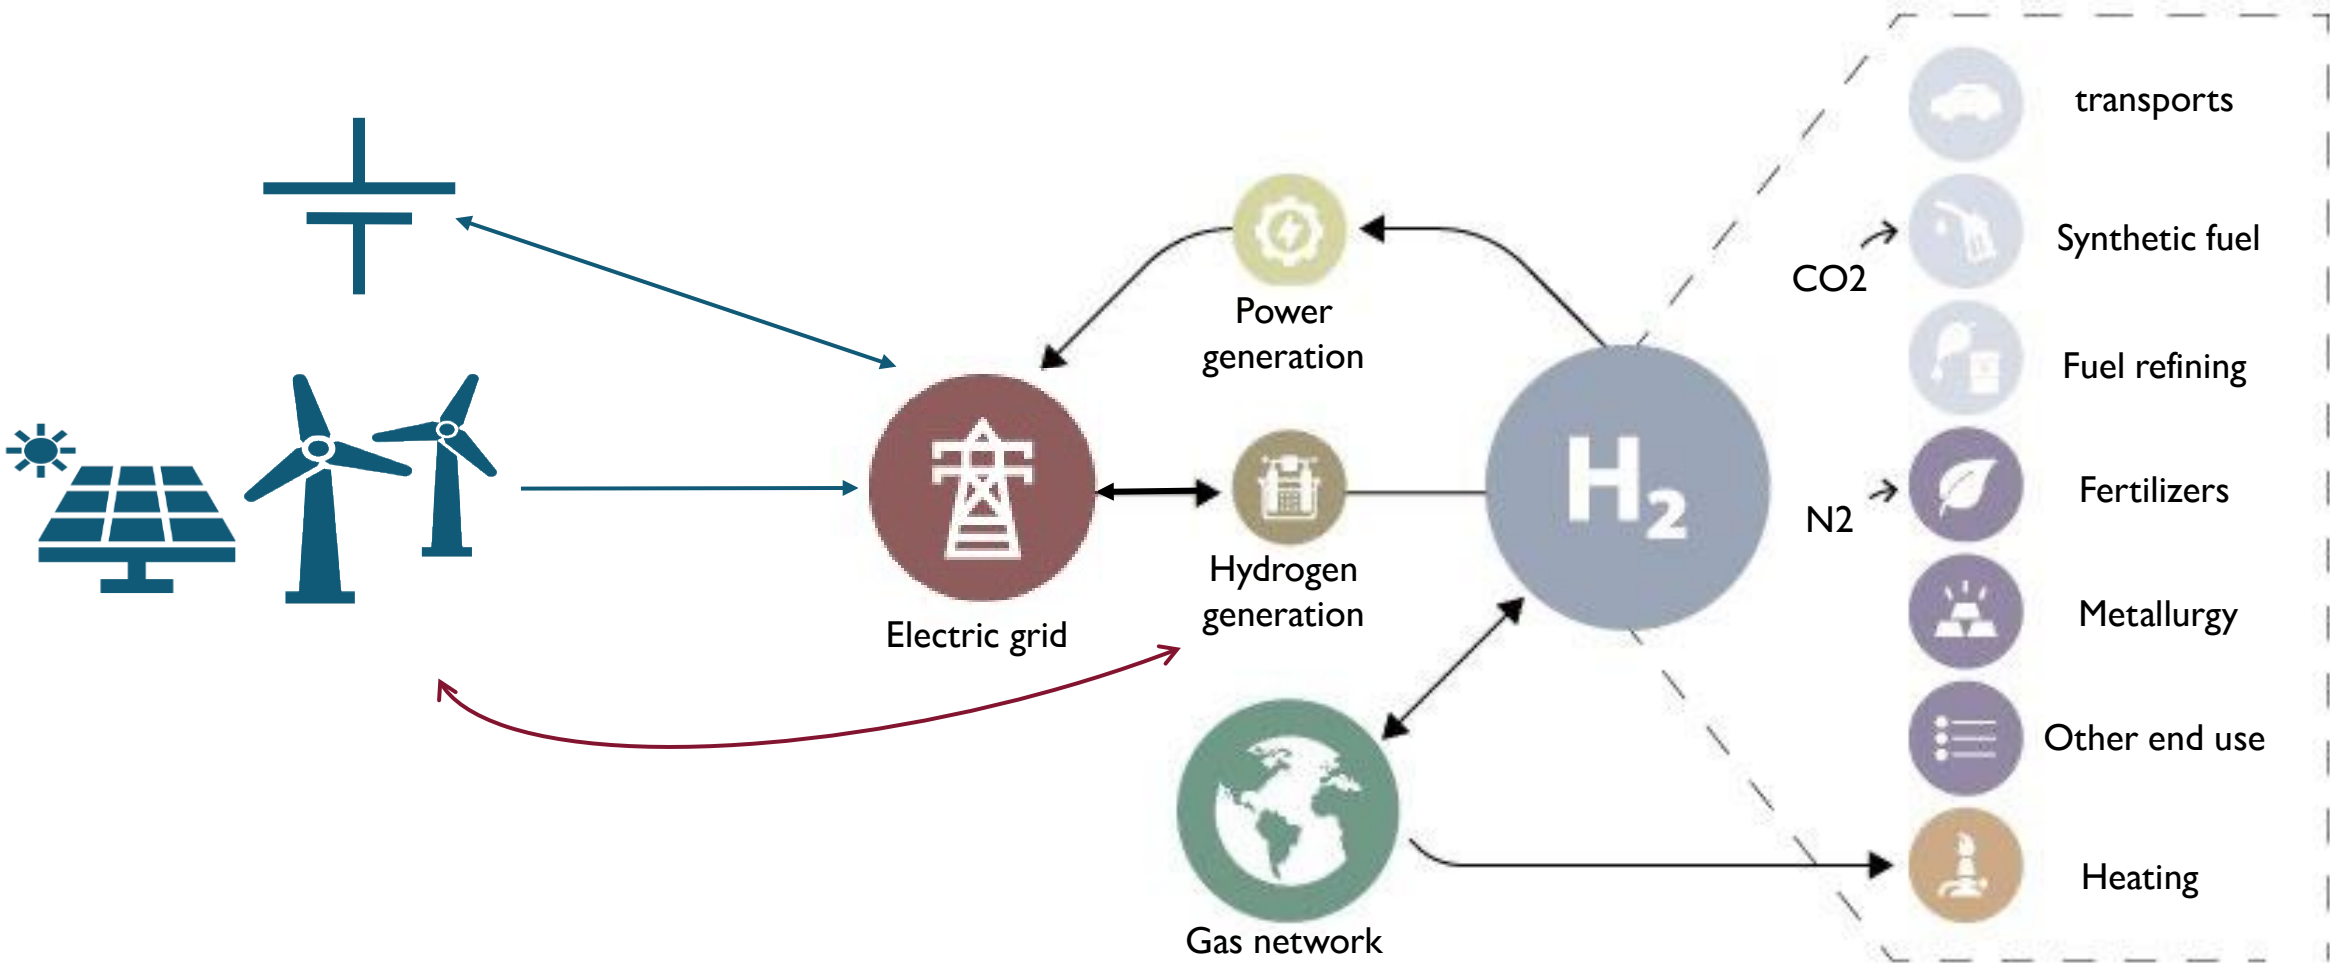 transports
Synthetic fuel
CO2
Fuel refining
Power
generation
H2
Fertilizers
N2
Hydrogen
generation
Electric grid
Metallurgy
Other end use
Heating
Gas network